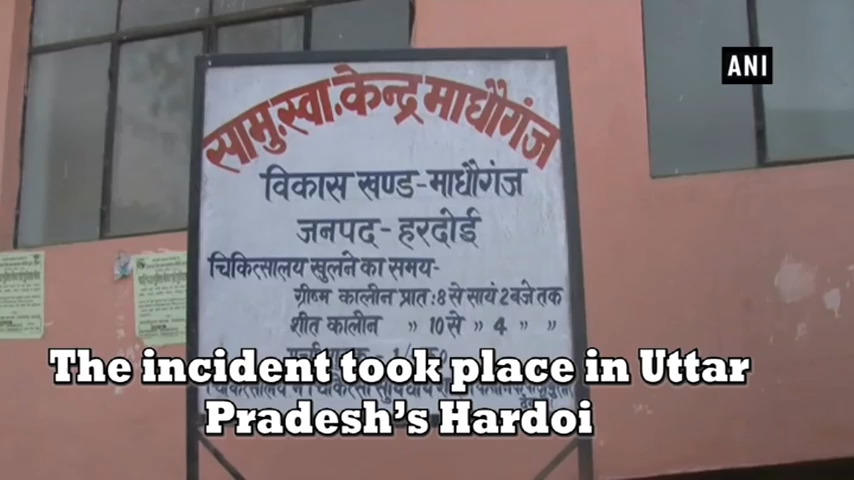 ANI
सामु.स्वा.केन्द्र माधौगंज
विकास खण्ड-माधौगंज
जनपद-हरदोई
चिकित्सालय खुलने का समय-
ग्रीष्म कालीन प्रात:8 से सायं 2 बजे तक
शीत कालीन " 10 से " 4 " "
The incident took place in Uttar
Pradesh's Hardoi